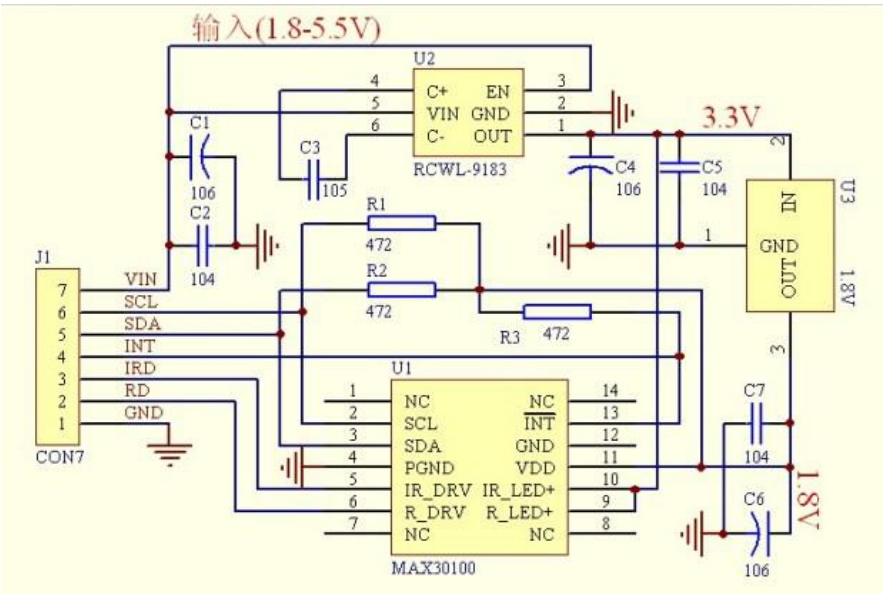 输入(1.8-5.5V)
U2
4 C+ EN 3
5 VIN GND 2
6 C- OUT 1
RCWL-9183
3.3V
C1
106
C2
104
C3
105
C4
106
C5
104
2
U3
IN
1 GND
OUT
1.8V
3
R1
472
R2
472
R3 472
J1
7 VIN
6 SCL
5 SDA
4 INT
3 IRD
2 RD
1 GND
CON7
U1
1 NC NC 14
2 SCL INT 13
3 SDA GND 12
4 PGND VDD 11
5 IR_DRV IR_LED+ 10
6 R_DRV R_LED+ 9
7 NC NC 8
MAX30100
C7
104
1.8V
C6
106